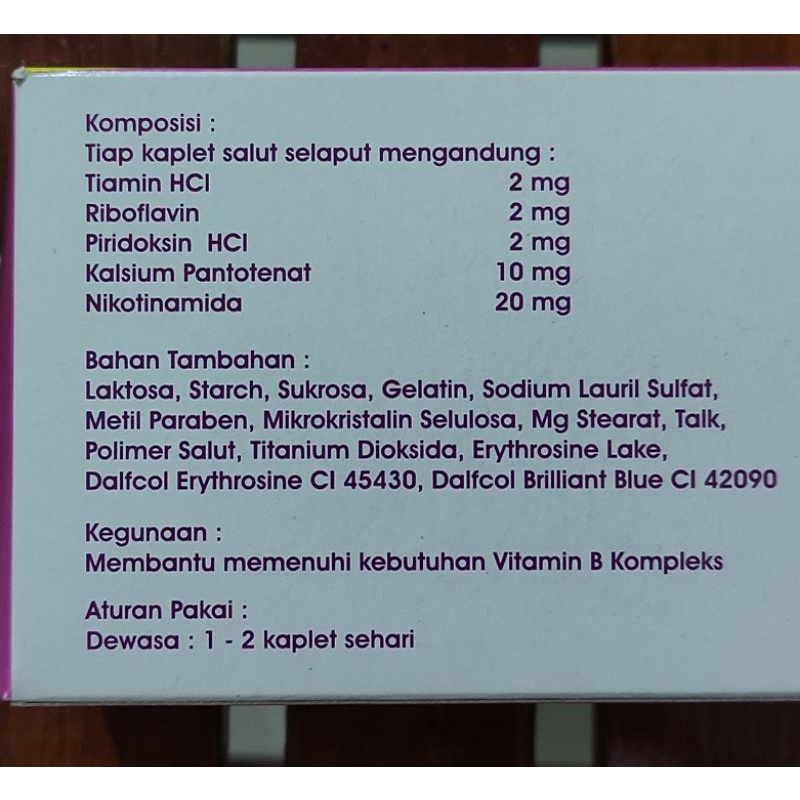 Komposisi :
Tiap kaplet salut selaput mengandung :
Tiamin HCl 2 mg
Riboflavin 2 mg
Piridoksin HCl 2 mg
Kalsium Pantotenat 10 mg
Nikotinamida 20 mg
Bahan Tambahan :
Laktosa, Starch, Sukrosa, Gelatin, Sodium Lauril Sulfat,
Metil Paraben, Mikrokristalin Selulosa, Mg Stearat, Talk,
Polimer Salut, Titanium Dioksida, Erythrosine Lake,
Dalfcol Erythrosine CI 45430, Dalfcol Brilliant Blue CI 42090
Kegunaan :
Membantu memenuhi kebutuhan Vitamin B Kompleks
Aturan Pakai :
Dewasa : 1 - 2 kaplet sehari